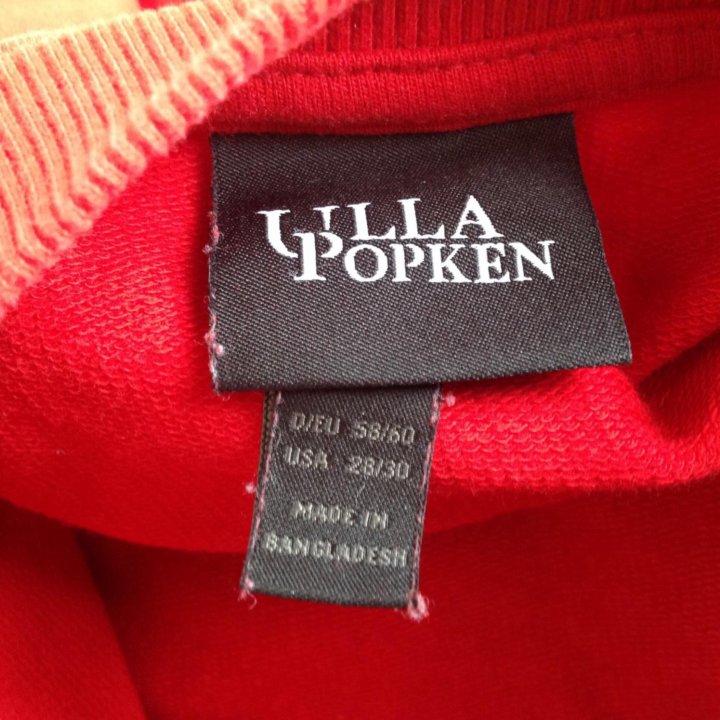 ULLA
POPKEN
D/EU 58/60
USA 28/30
MADE IN
BANGLADESH